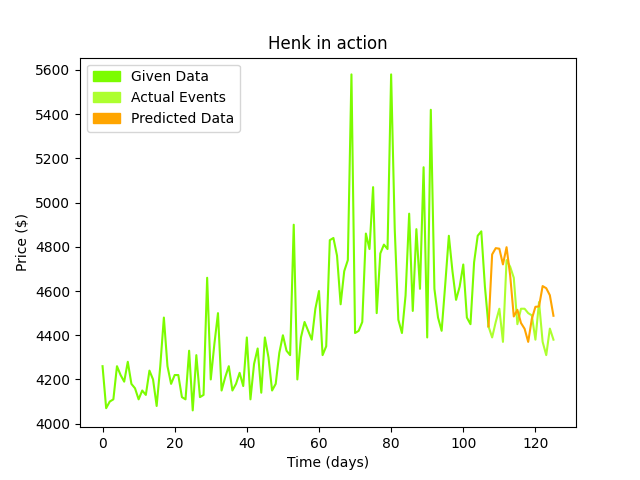 Henk in action
Given Data
Actual Events
Predicted Data
Price ($)
5600
5400
5200
5000
4800
4600
4400
4200
4000
0 20 40 60 80 100 120
Time (days)